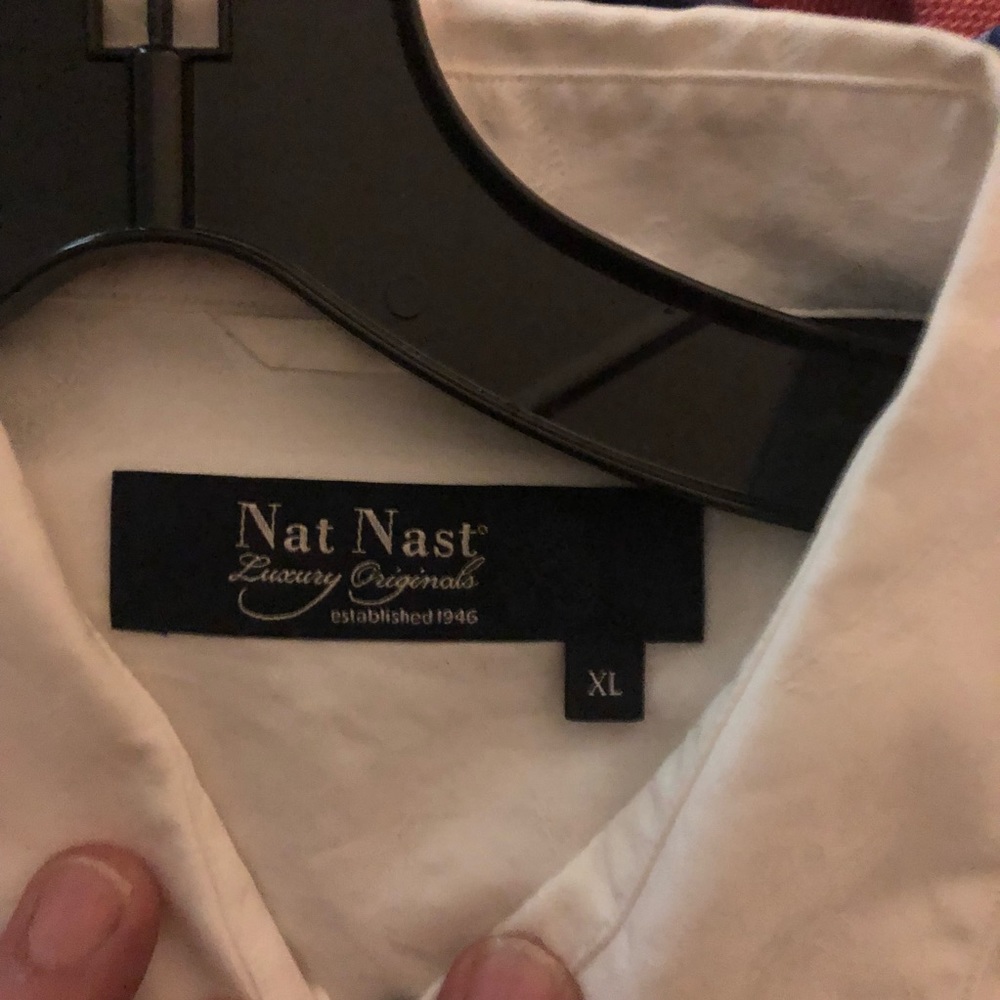 Nat Nast
Luxury Originals
established 1946
XL